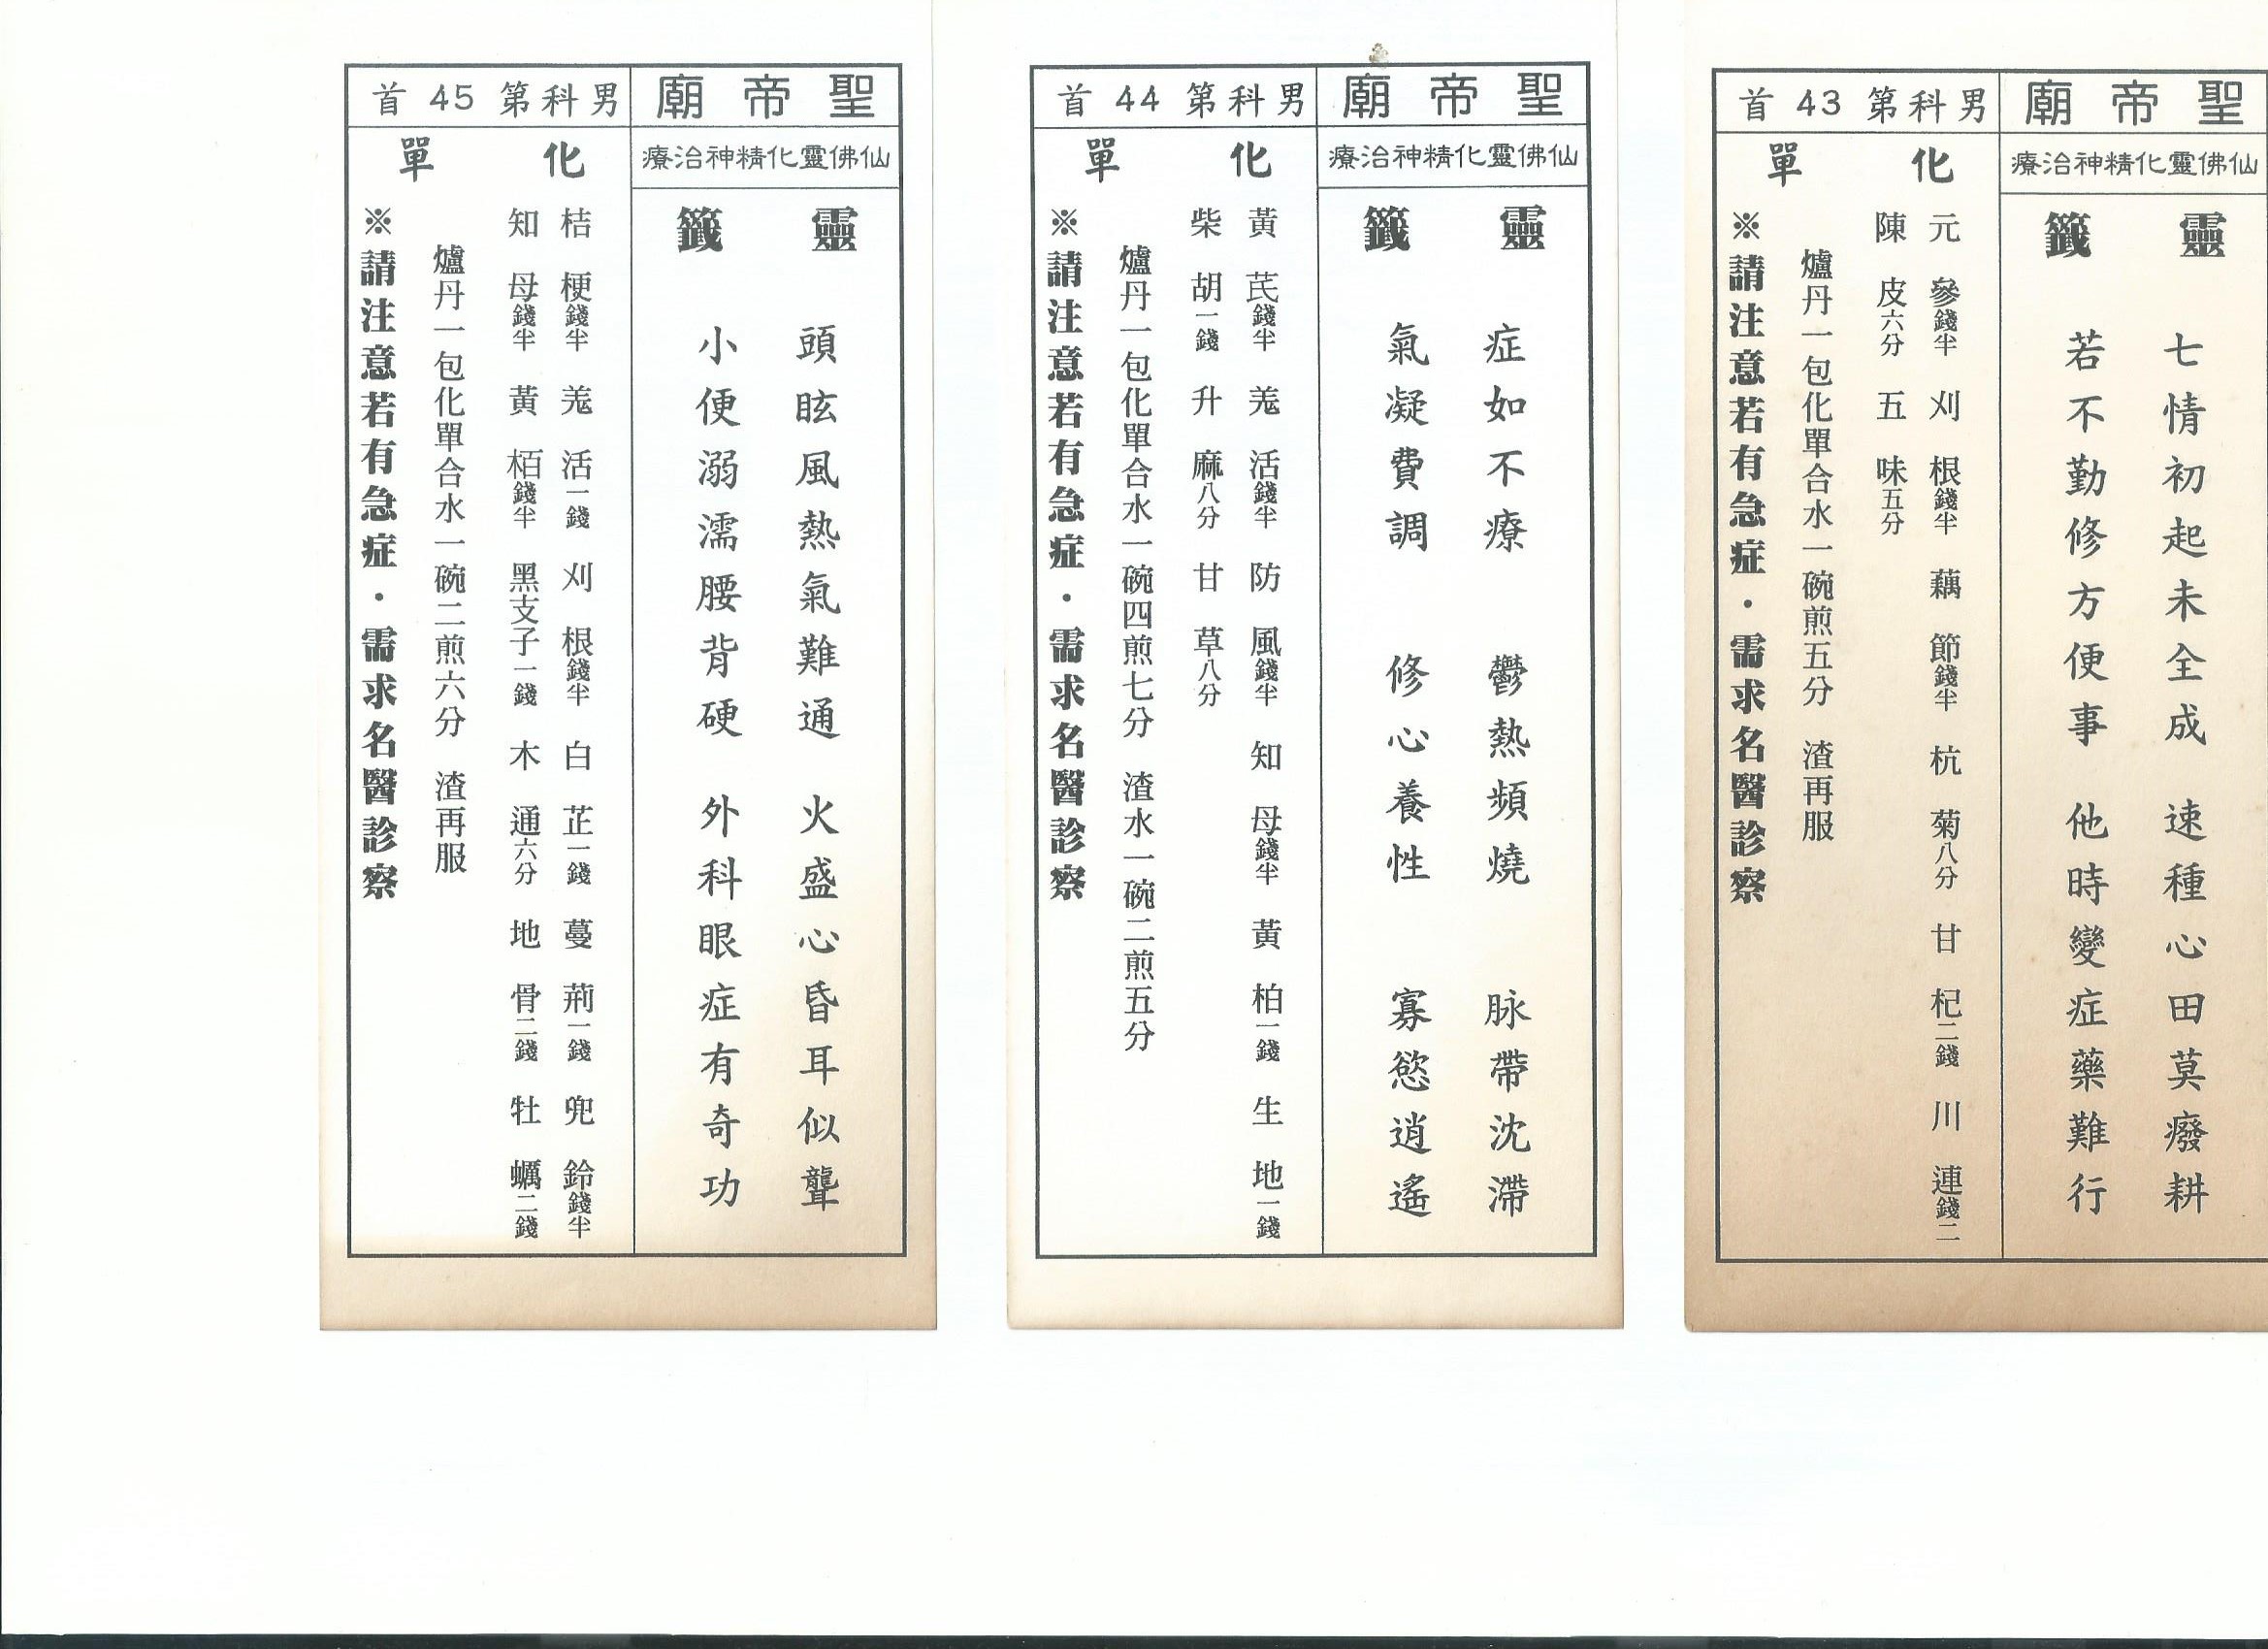 聖帝廟
仙佛靈化精神治療
靈籤
七情初起未全成 速種心田莫癈耕
若不勤修方便事 他時變症藥難行
男科第43首
化單
元參錢半 刈根錢半 藕節錢半 杭菊八分 甘杞二錢 川連錢二
陳皮六分 五味五分
爐丹一包化單合水一碗煎五分 渣再服
※請注意若有急症．需求名醫診察
聖帝廟
仙佛靈化精神治療
靈籤
症如不療 鬱熱頻燒 脉帶沈滯
氣凝費調 修心養性 寡慾逍遙
男科第44首
化單
黃芪錢半 羗活錢半 防風錢半 知母錢半 黃柏一錢 生地一錢
柴胡一錢 升麻八分 甘草八分
爐丹一包化單合水一碗四煎七分 渣水一碗二煎五分
※請注意若有急症．需求名醫診察
聖帝廟
仙佛靈化精神治療
靈籤
頭眩風熱氣難通 火盛心昏耳似聾
小便溺濡腰背硬 外科眼症有奇功
男科第45首
化單
桔梗錢半 羗活一錢 刈根錢半 白芷一錢 蔓荊一錢 兜鈴錢半
知母錢半 黃栢錢半 黑支子一錢 木通六分 地骨二錢 牡蠣二錢
爐丹一包化單合水一碗二煎六分 渣再服
※請注意若有急症．需求名醫診察